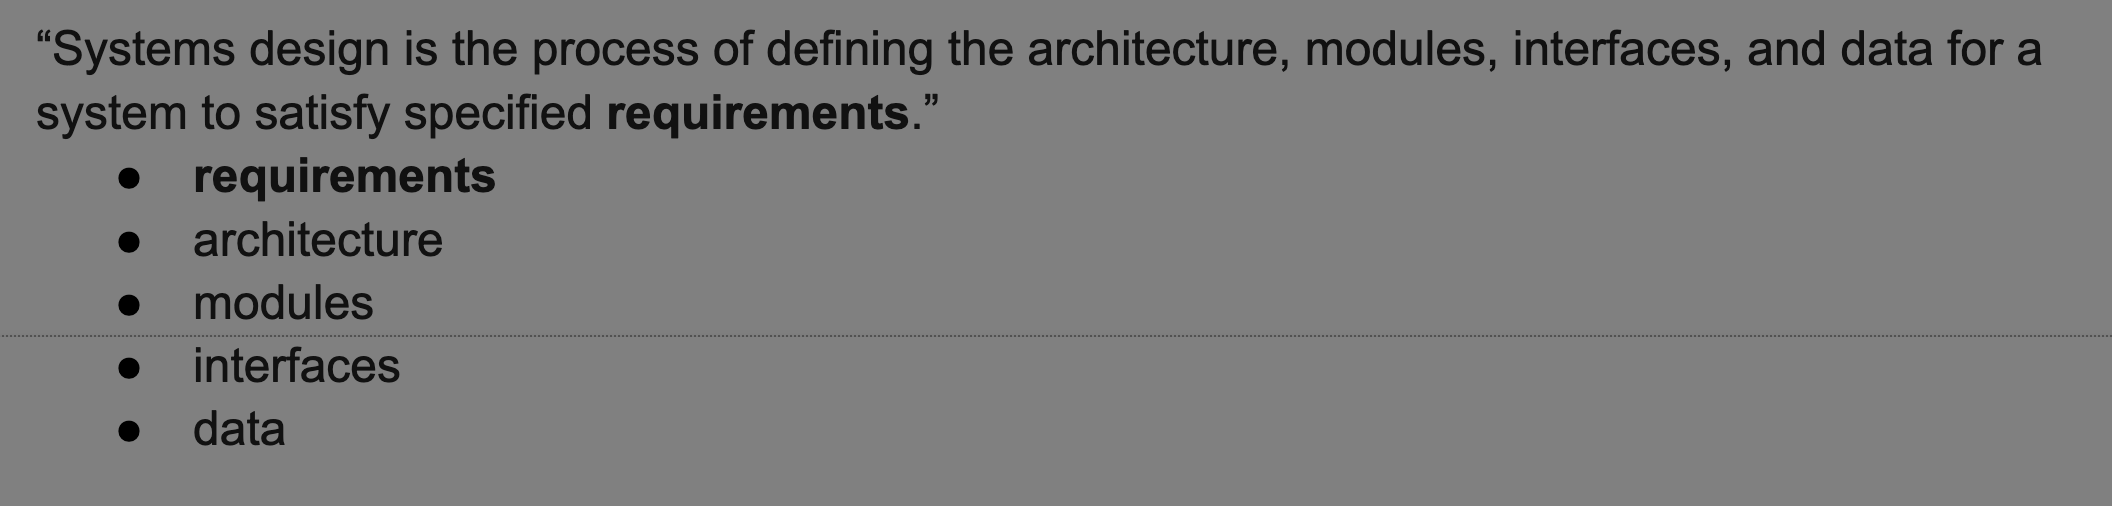 “Systems design is the process of defining the architecture, modules, interfaces, and data for a
system to satisfy specified requirements.”
● requirements
● architecture
● modules
● interfaces
● data